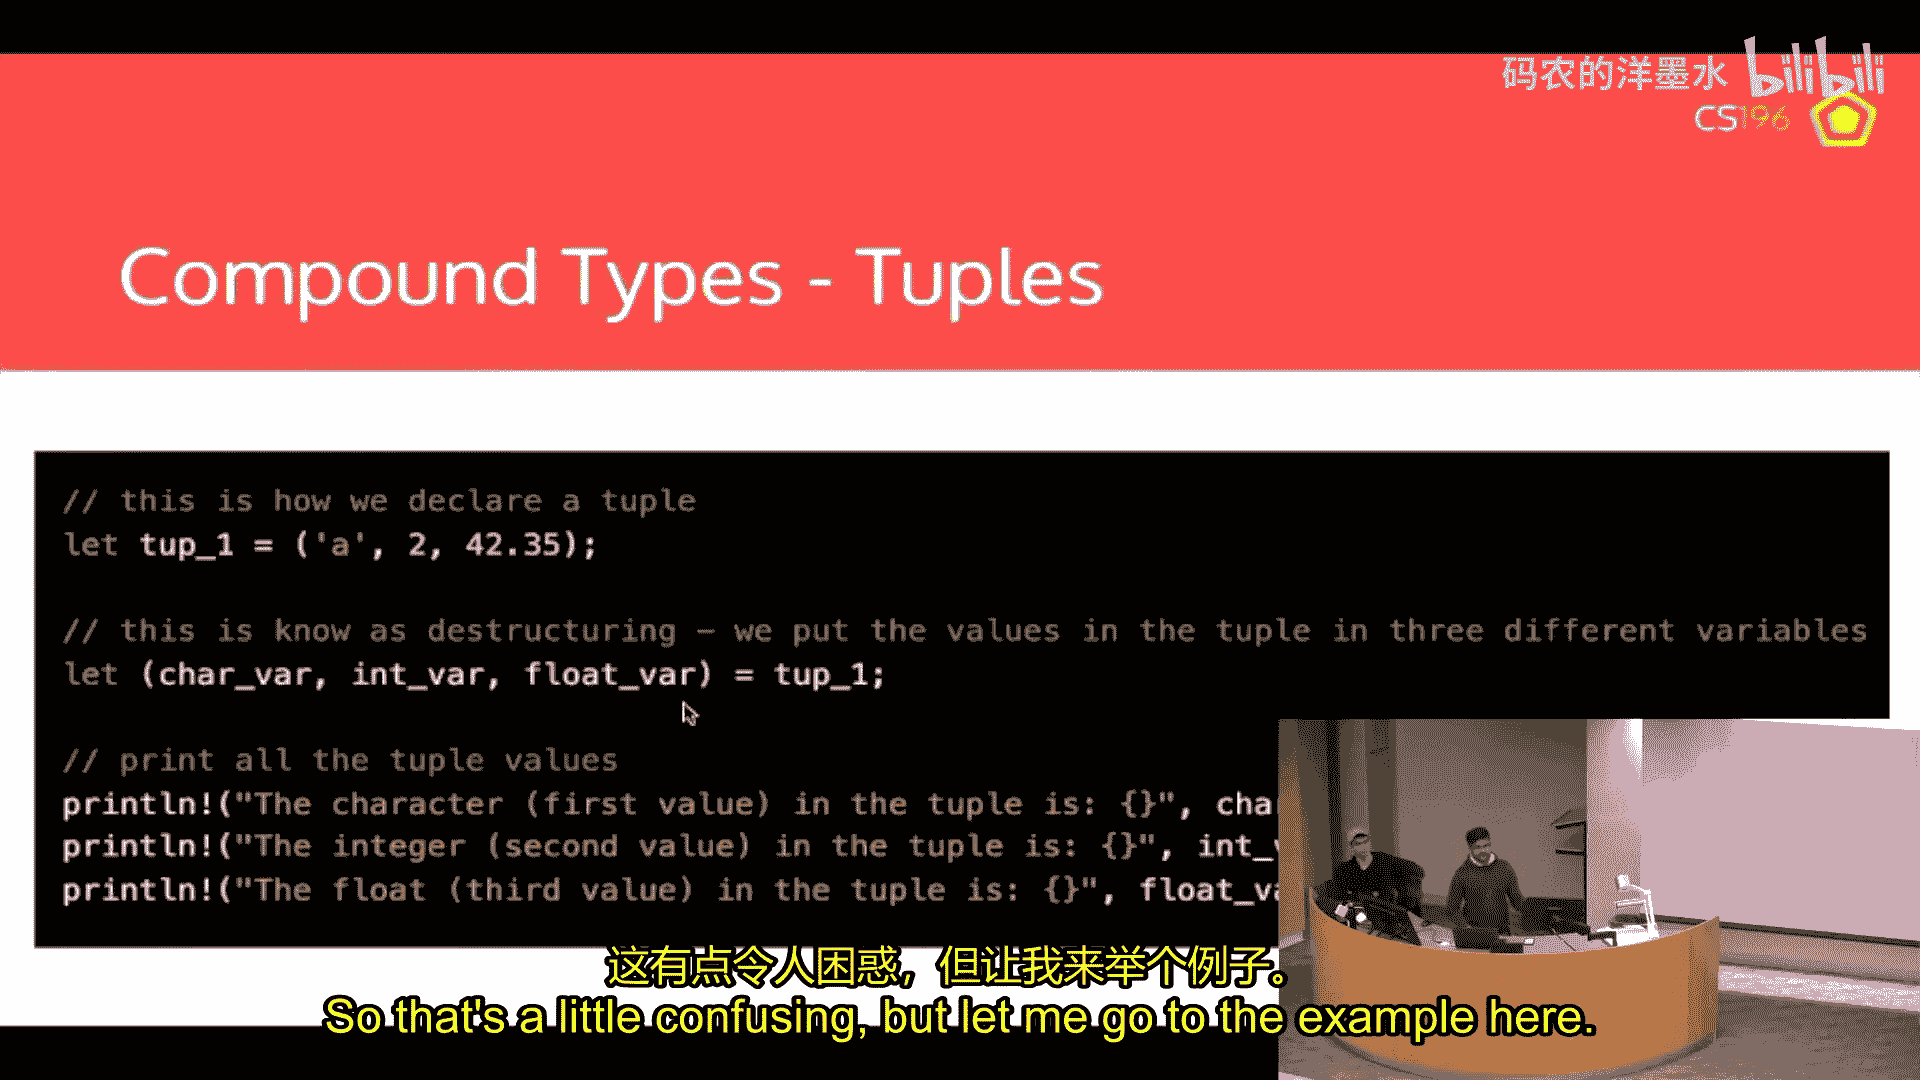 码农的洋墨水 bilibili
CS196
Compound Types - Tuples
// this is how we declare a tuple
let tup_1 = ('a', 2, 42.35);
// this is know as destructuring – we put the values in the tuple in three different variables
let (char_var, int_var, float_var) = tup_1;
// print all the tuple values
println!("The character (first value) in the tuple is: {}", cha
println!("The integer (second value) in the tuple is: {}", int_
println!("The float (third value) in the tuple is: {}", float_va
这有点令人困惑，但让我来举个例子。
So that's a little confusing, but let me go to the example here.